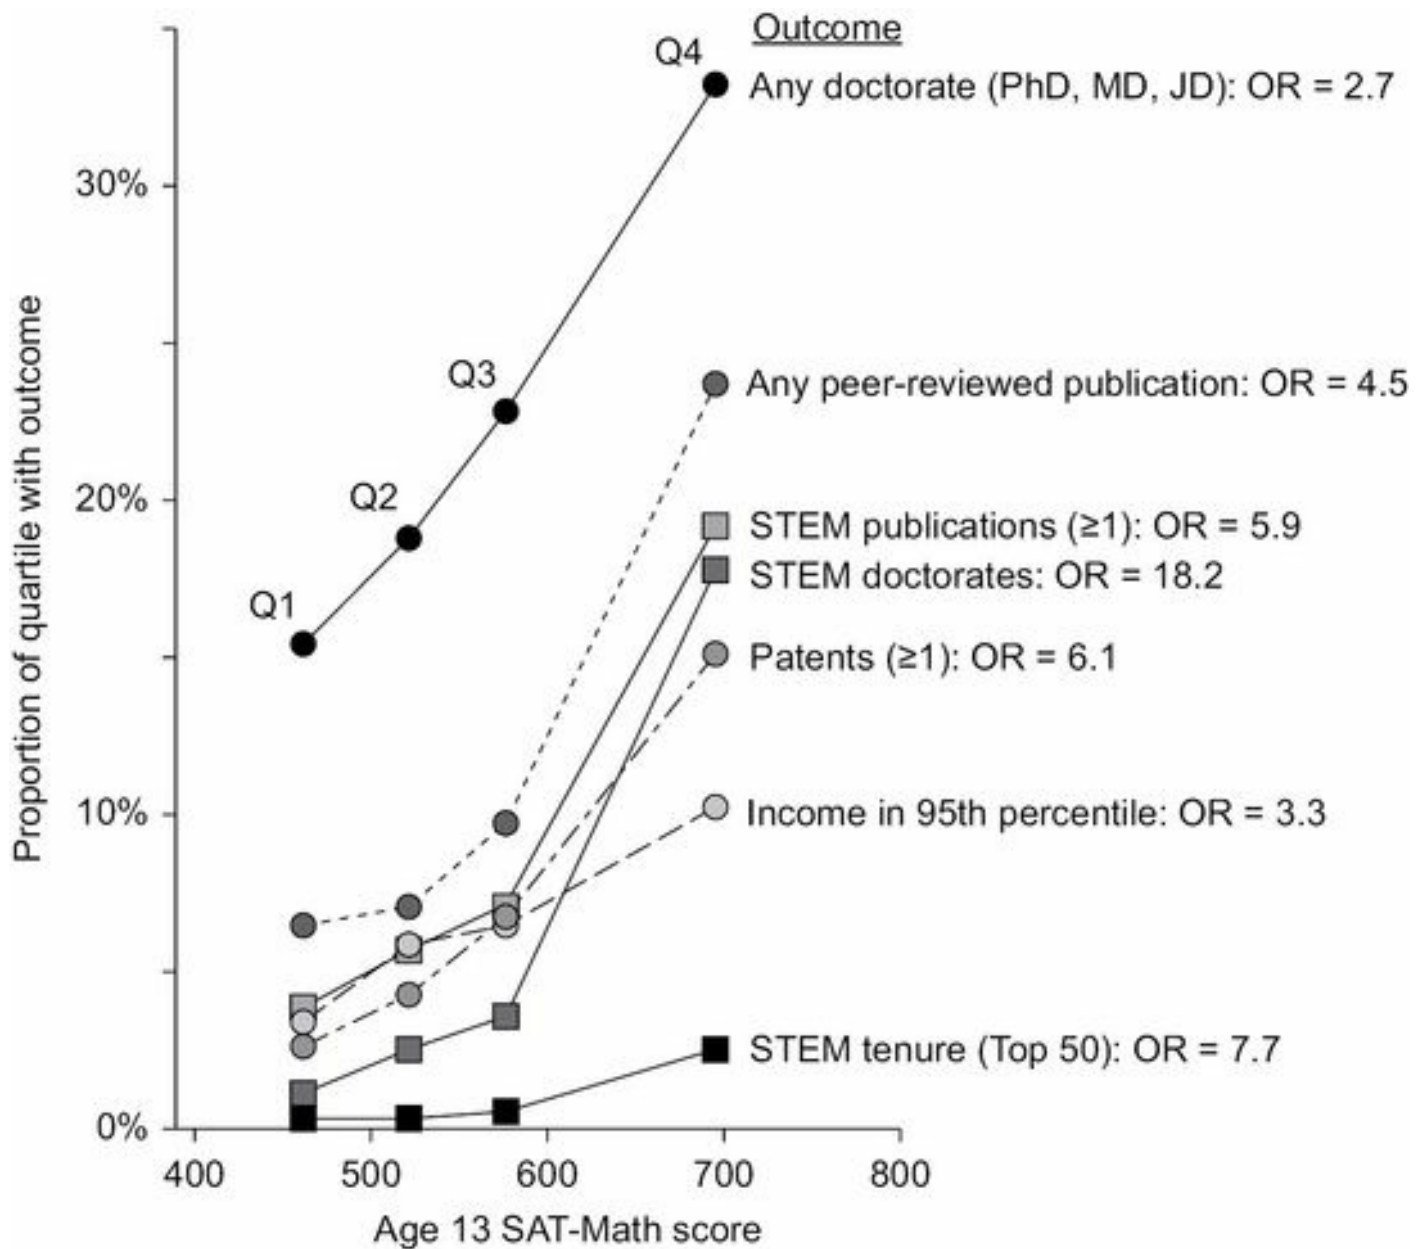 Outcome
Q4
Any doctorate (PhD, MD, JD): OR = 2.7
30%
Q3
Any peer-reviewed publication: OR = 4.5
Q2
20%
STEM publications (≥1): OR = 5.9
STEM doctorates: OR = 18.2
Q1
Patents (≥1): OR = 6.1
10%
Income in 95th percentile: OR = 3.3
STEM tenure (Top 50): OR = 7.7
0%
Proportion of quartile with outcome
400 500 600 700 800
Age 13 SAT-Math score